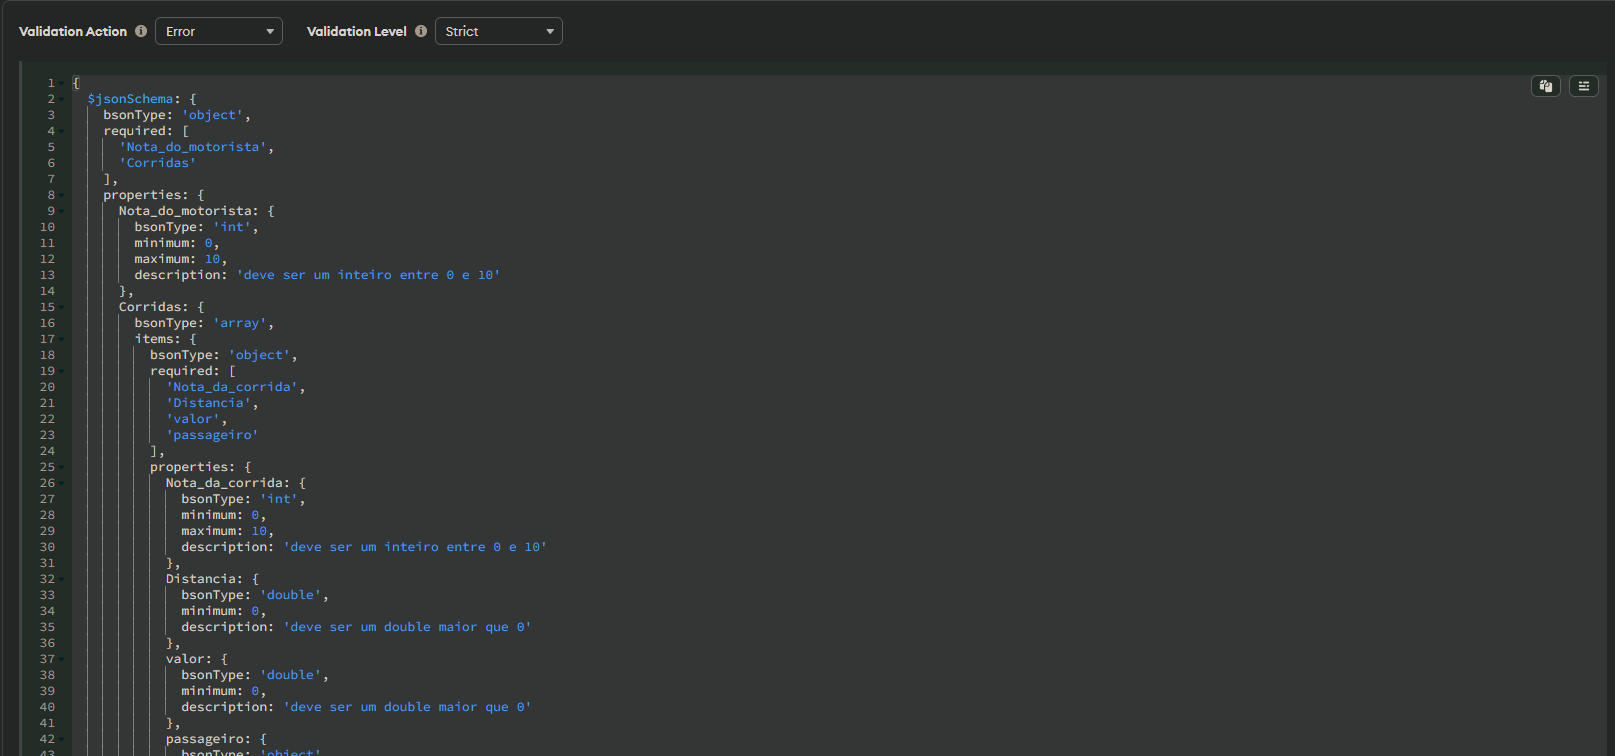 Validation Action Error Validation Level Strict
1 {
2 $jsonSchema: {
3 bsonType: 'object',
4 required: [
5 'Nota_do_motorista',
6 'Corridas'
7 ],
8 properties: {
9 Nota_do_motorista: {
10 bsonType: 'int',
11 minimum: 0,
12 maximum: 10,
13 description: 'deve ser um inteiro entre 0 e 10'
14 },
15 Corridas: {
16 bsonType: 'array',
17 items: {
18 bsonType: 'object',
19 required: [
20 'Nota_da_corrida',
21 'Distancia',
22 'valor',
23 'passageiro'
24 ],
25 properties: {
26 Nota_da_corrida: {
27 bsonType: 'int',
28 minimum: 0,
29 maximum: 10,
30 description: 'deve ser um inteiro entre 0 e 10'
31 },
32 Distancia: {
33 bsonType: 'double',
34 minimum: 0,
35 description: 'deve ser um double maior que 0'
36 },
37 valor: {
38 bsonType: 'double',
39 minimum: 0,
40 description: 'deve ser um double maior que 0'
41 },
42 passageiro: {
43 bsonType: 'object',